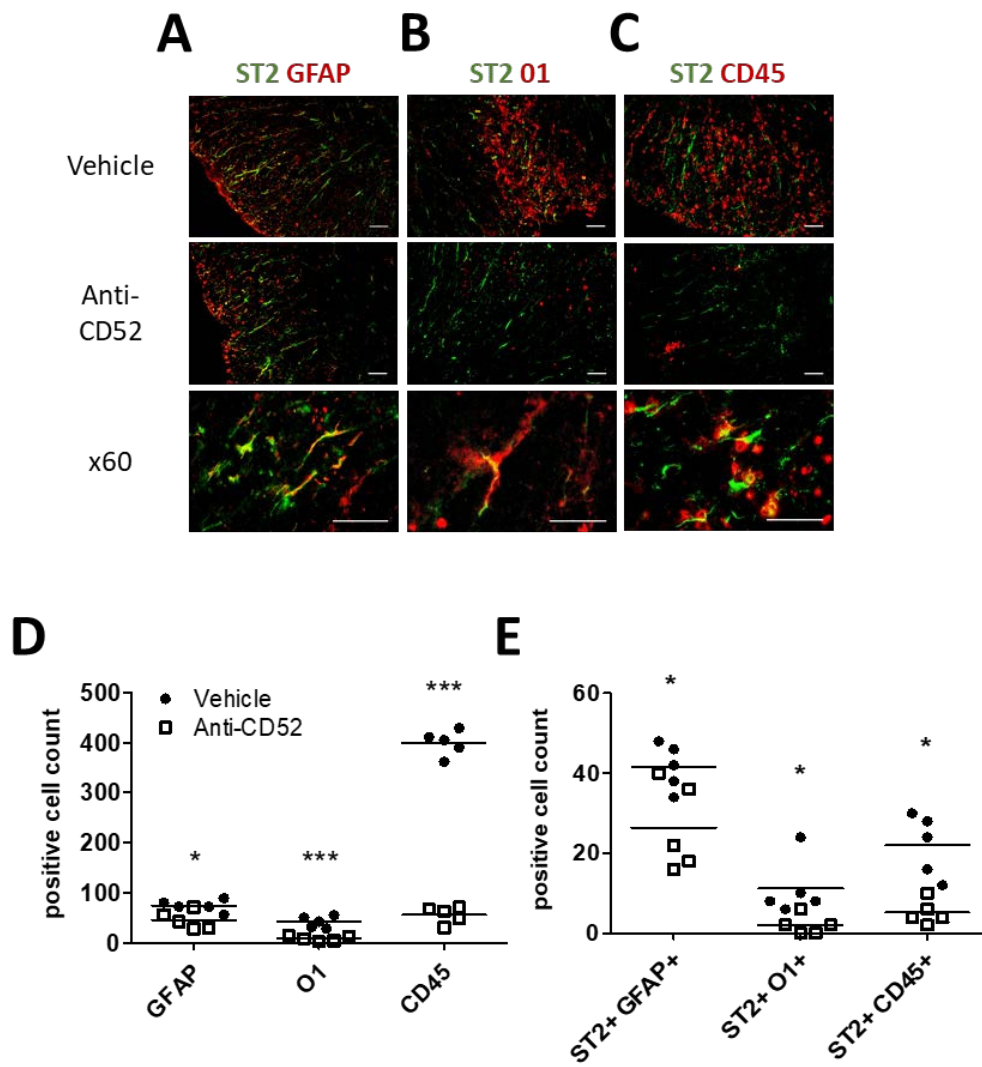 A
B
C
ST2 GFAP
ST2 01
ST2 CD45
Vehicle
Anti-
CD52
x60
D
E
***
500
Vehicle
Anti-CD52
400
300
200
100
0
*
***
positive cell count
GFAP
O1
CD45
*
*
*
60
40
20
0
positive cell count
ST2+ GFAP+
ST2+ O1+
ST2+ CD45+